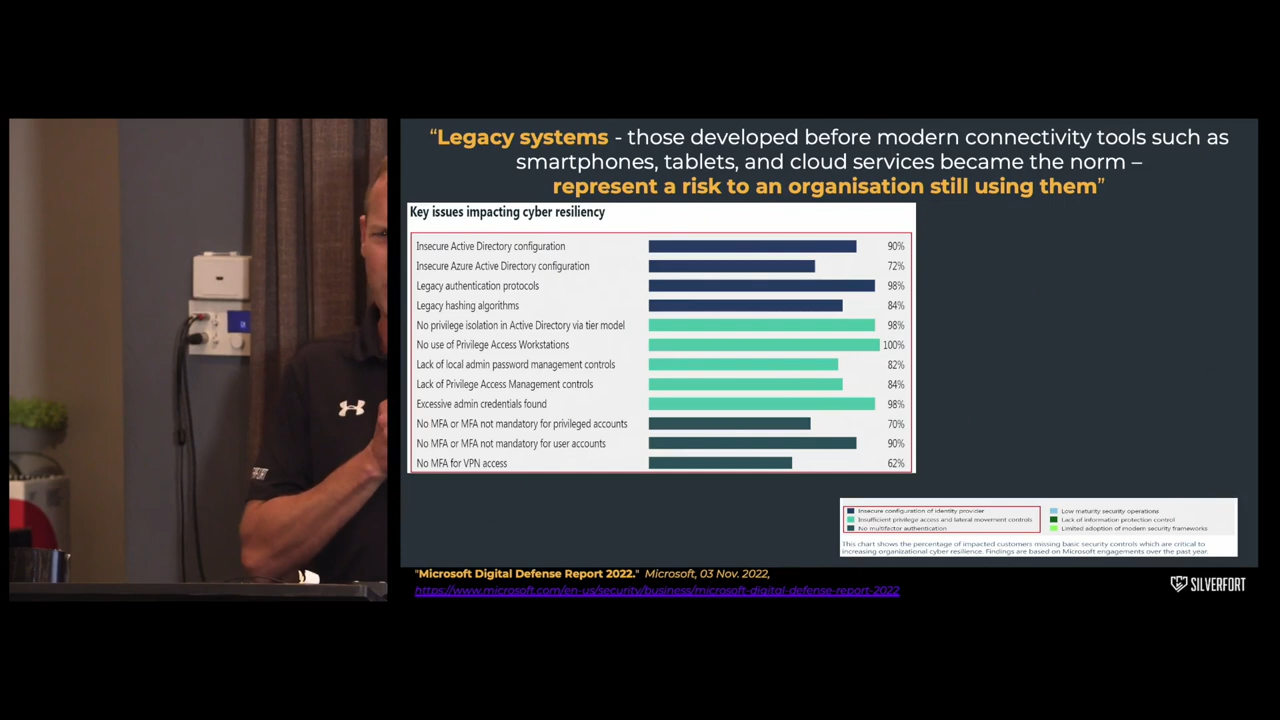 “Legacy systems - those developed before modern connectivity tools such as
smartphones, tablets, and cloud services became the norm –
represent a risk to an organisation still using them”
Key issues impacting cyber resiliency
Insecure Active Directory configuration 90%
Insecure Azure Active Directory configuration 72%
Legacy authentication protocols 98%
Legacy hashing algorithms 84%
No privilege isolation in Active Directory via tier model 98%
No use of Privilege Access Workstations 100%
Lack of local admin password management controls 82%
Lack of Privilege Access Management controls 84%
Excessive admin credentials found 98%
No MFA or MFA not mandatory for privileged accounts 70%
No MFA or MFA not mandatory for user accounts 90%
No MFA for VPN access 62%
Insecure configuration of identity provider
Insufficient privilege access and lateral movement controls
No multifactor authentication
Low maturity security operations
Lack of information protection control
Limited adoption of modern security frameworks
This chart shows the percentage of impacted customers missing basic security controls which are critical to
increasing organizational cyber resilience. Findings are based on Microsoft engagements over the past year.
"Microsoft Digital Defense Report 2022." Microsoft, 03 Nov. 2022,
https://www.microsoft.com/en-us/security/business/microsoft-digital-defense-report-2022
SILVERFORT